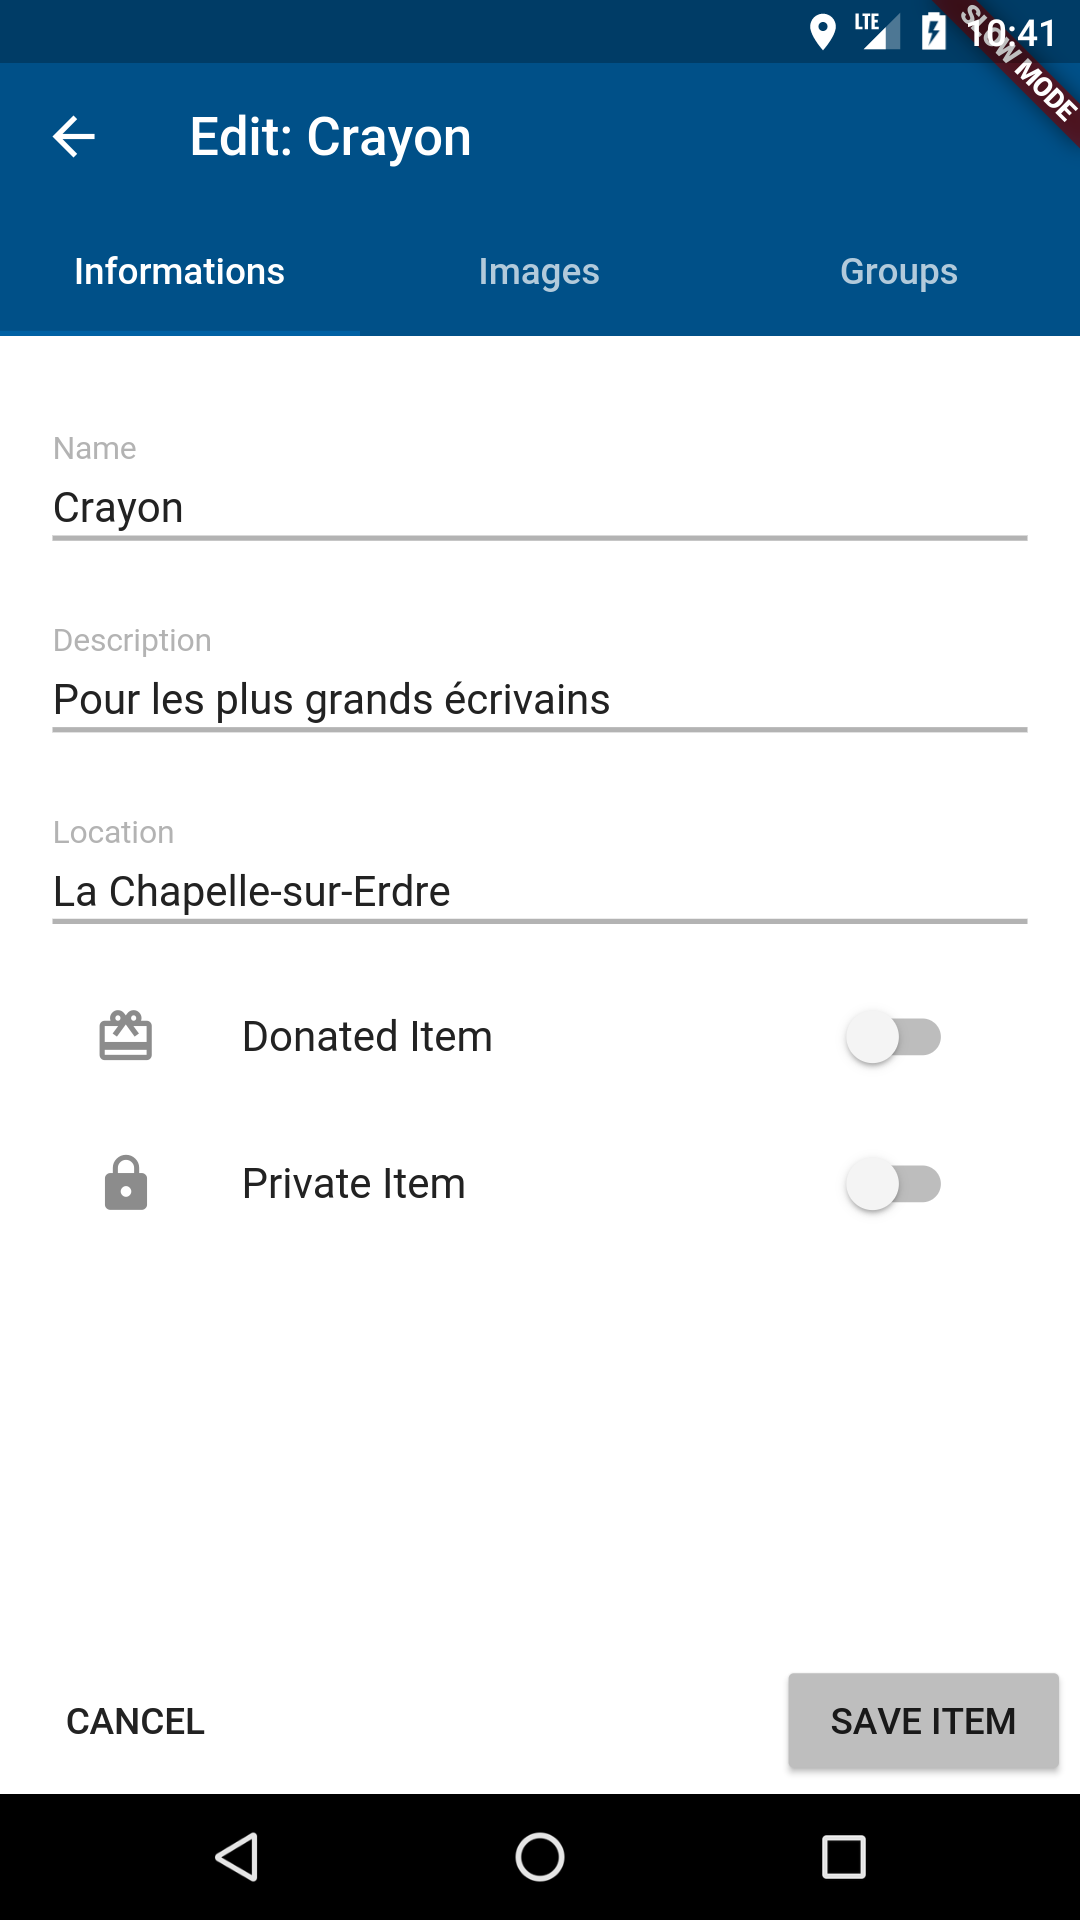 LTE 10:41
SLOW MODE
Edit: Crayon
Informations Images Groups
Name
Crayon
Description
Pour les plus grands écrivains
Location
La Chapelle-sur-Erdre
Donated Item
Private Item
CANCEL SAVE ITEM